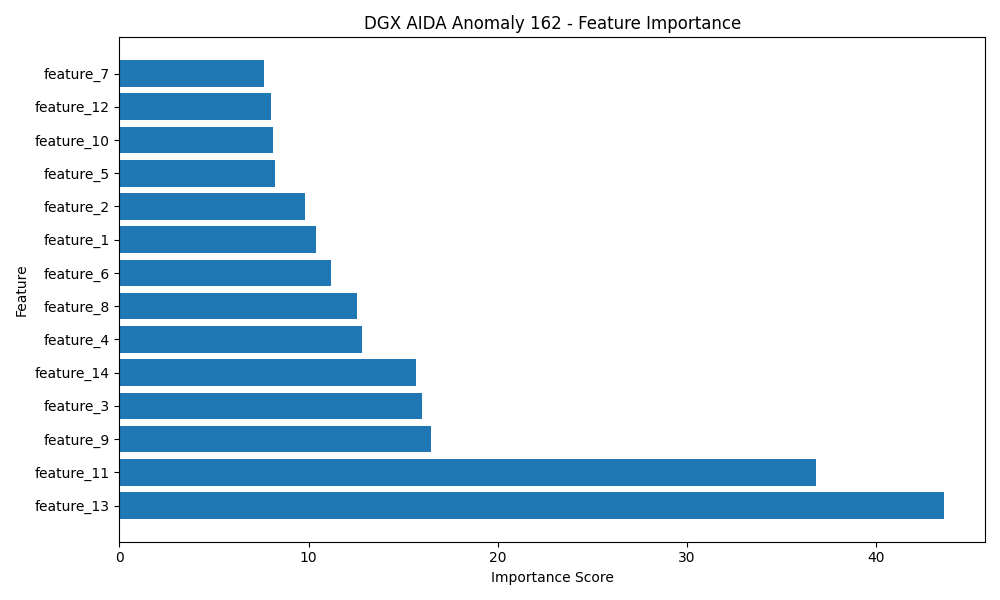 DGX AIDA Anomaly 162 - Feature Importance
feature_7
feature_12
feature_10
feature_5
feature_2
feature_1
feature_6
feature_8
feature_4
feature_14
feature_3
feature_9
feature_11
feature_13
Feature
0 10 20 30 40
Importance Score